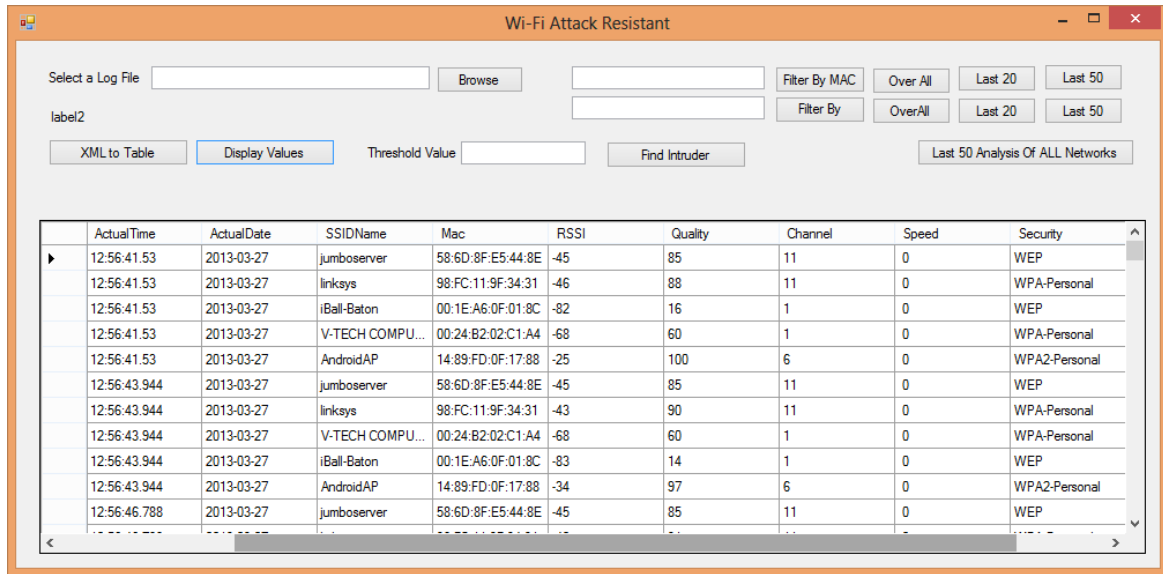 Wi-Fi Attack Resistant
Select a Log File Browse Filter By MAC Over All Last 20 Last 50
label2 Filter By OverAll Last 20 Last 50
XML to Table Display Values Threshold Value Find Intruder Last 50 Analysis Of ALL Networks
ActualTime ActualDate SSIDName Mac RSSI Quality Channel Speed Security
12:56:41.53 2013-03-27 jumboserver 58:6D:8F:E5:44:8E -45 85 11 0 WEP
12:56:41.53 2013-03-27 linksys 98:FC:11:9F:34:31 -46 88 11 0 WPA-Personal
12:56:41.53 2013-03-27 iBall-Baton 00:1E:A6:0F:01:8C -82 16 1 0 WEP
12:56:41.53 2013-03-27 V-TECH COMPU... 00:24:B2:02:C1:A4 -68 60 1 0 WPA-Personal
12:56:41.53 2013-03-27 AndroidAP 14:89:FD:0F:17:88 -25 100 6 0 WPA2-Personal
12:56:43.944 2013-03-27 jumboserver 58:6D:8F:E5:44:8E -45 85 11 0 WEP
12:56:43.944 2013-03-27 linksys 98:FC:11:9F:34:31 -43 90 11 0 WPA-Personal
12:56:43.944 2013-03-27 V-TECH COMPU... 00:24:B2:02:C1:A4 -68 60 1 0 WPA-Personal
12:56:43.944 2013-03-27 iBall-Baton 00:1E:A6:0F:01:8C -83 14 1 0 WEP
12:56:43.944 2013-03-27 AndroidAP 14:89:FD:0F:17:88 -34 97 6 0 WPA2-Personal
12:56:46.788 2013-03-27 jumboserver 58:6D:8F:E5:44:8E -45 85 11 0 WEP